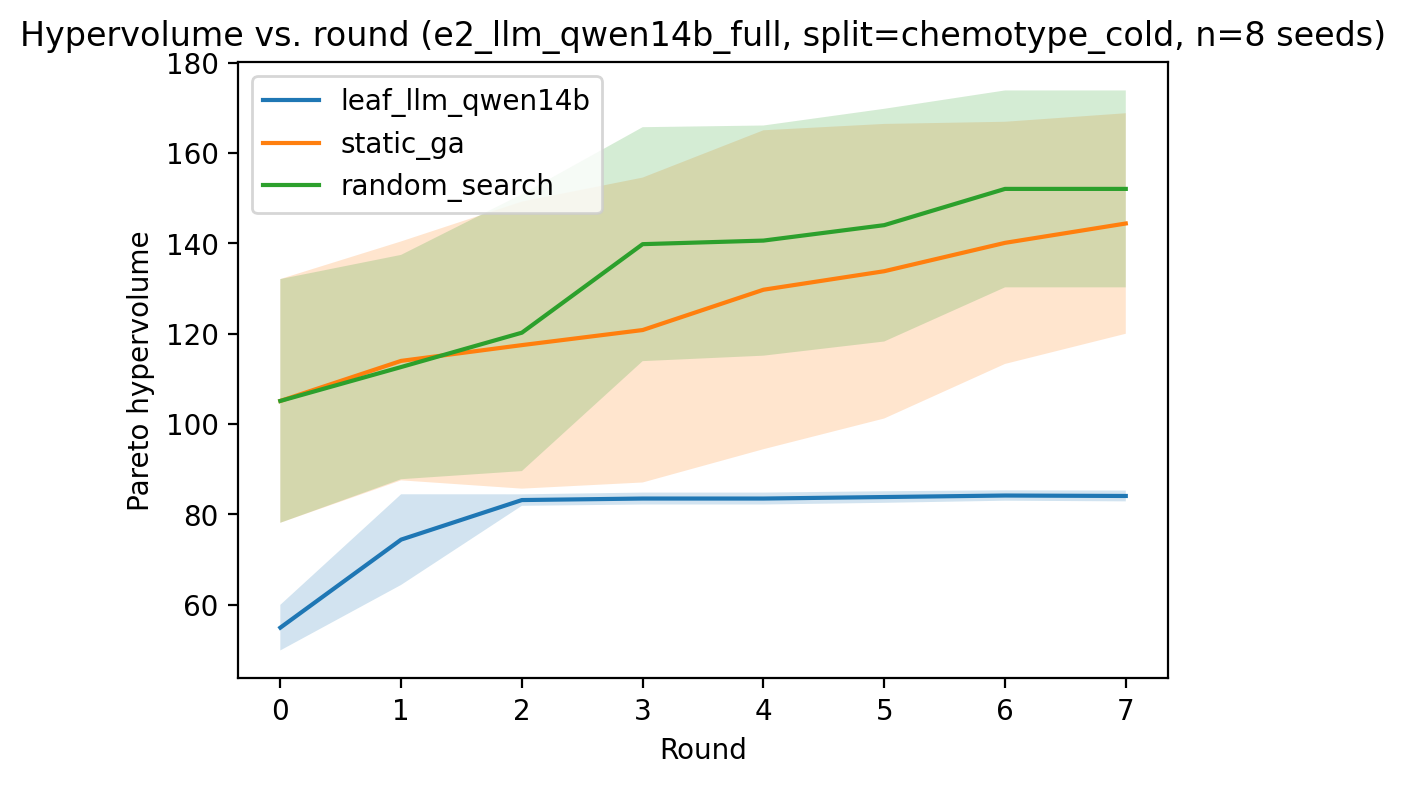 Hypervolume vs. round (e2_llm_qwen14b_full, split=chemotype_cold, n=8 seeds)
180
160
140
120
100
80
60
Pareto hypervolume
leaf_llm_qwen14b
static_ga
random_search
0 1 2 3 4 5 6 7
Round